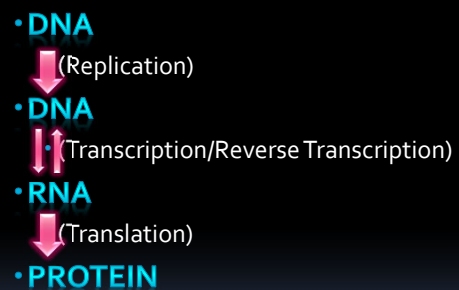 • DNA
(Replication)
• DNA
• (Transcription/Reverse Transcription)
• RNA
(Translation)
• PROTEIN